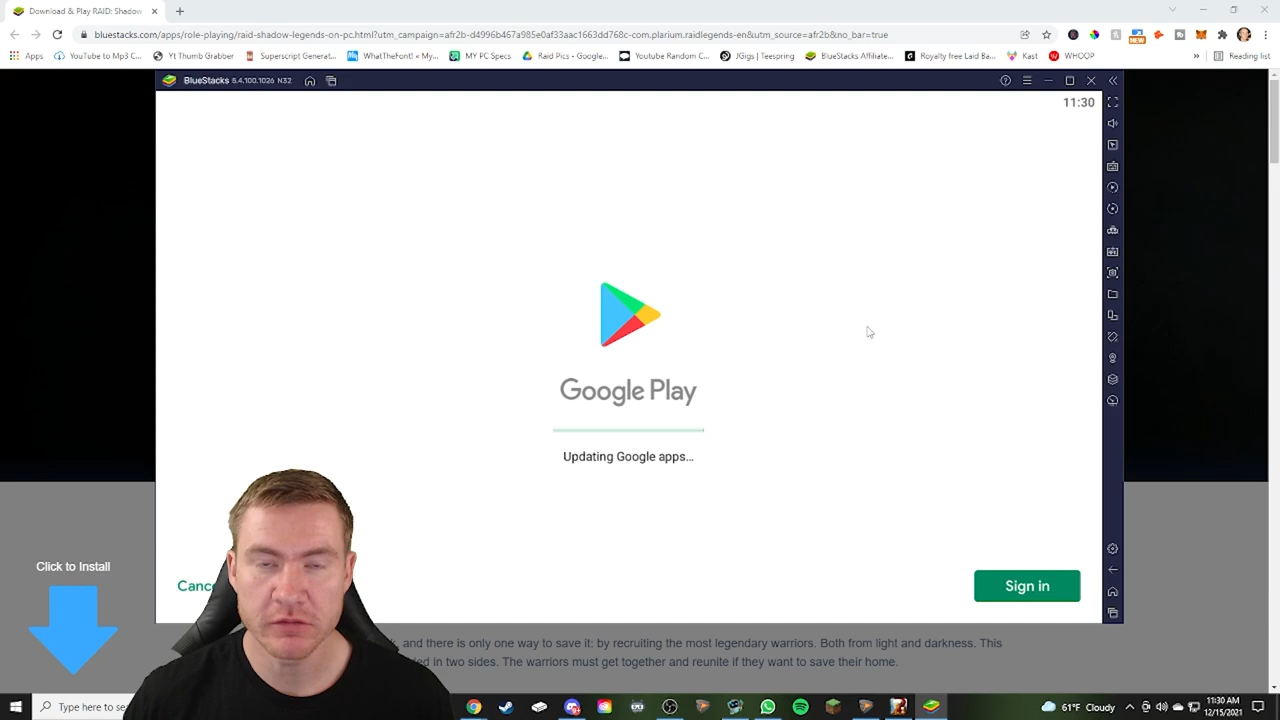 Download & Play RAID: Shadow
bluestacks.com/apps/role-playing/raid-shadow-legends-on-pc.html?utm_campaign=afr2b-d4996b467a985e0af33aac1663dd768c-com.plarium.raidlegends-en&utm_source=afr2b&no_bar=true
Apps YouTube to Mp3 C... Yt Thumb Grabber Superscript Generat... WhatTheFont! « My... MY PC Specs Raid Pics - Google... Youtube Random C... JGigs | Teespring BlueStacks Affiliate... Royalty free Laid Ba... Kast WHOOP » Reading list
BlueStacks 5.4.100.1026 N32
11:30
Google Play
Updating Google apps...
Click to Install
Sign in
, and there is only one way to save it: by recruiting the most legendary warriors. Both from light and darkness. This
in two sides. The warriors must get together and reunite if they want to save their home.
Type here to se
61°F Cloudy
11:30 AM
12/15/2021